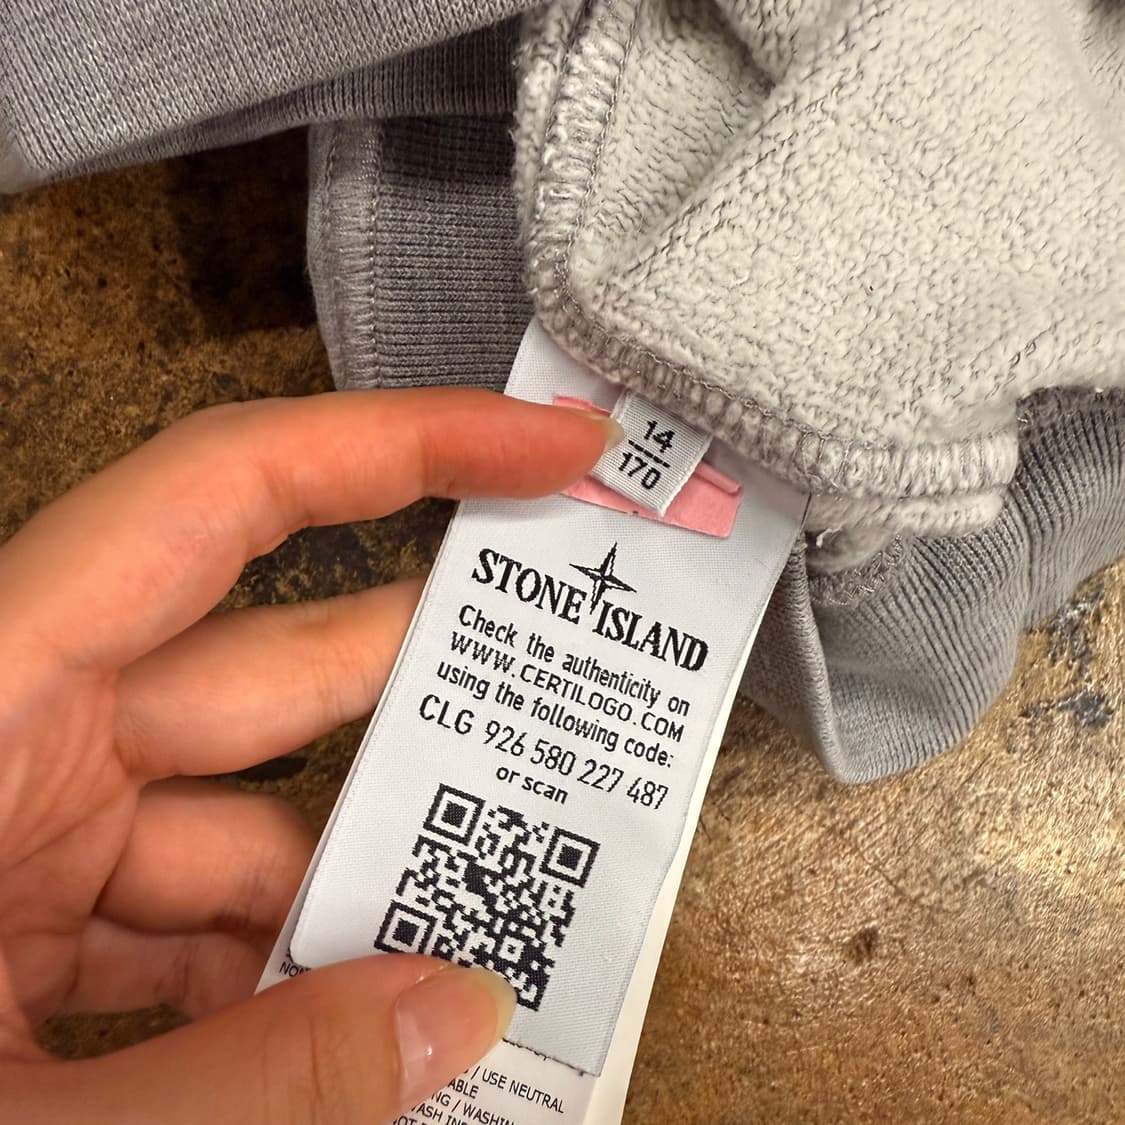 14
170
STONE ISLAND
Check the authenticity on
WWW.CERTILOGO.COM
using the following code:
CLG 926 580 227 487
or scan
/ USE NEUTRAL